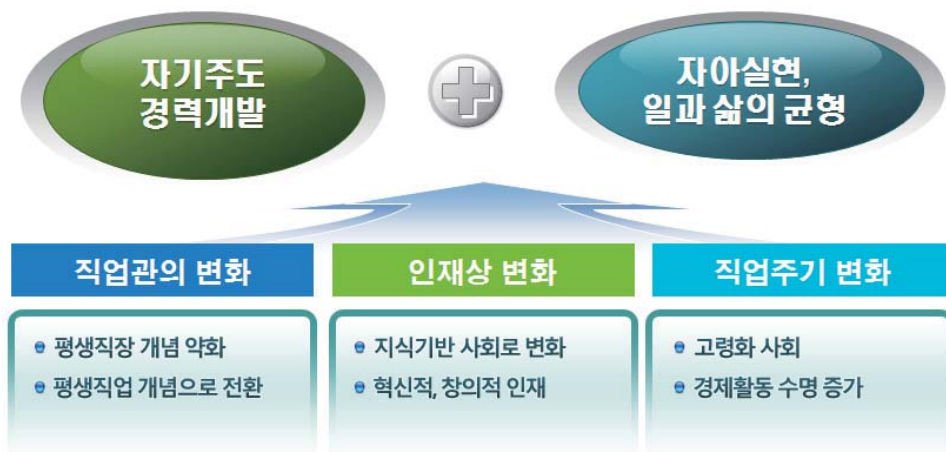 자기주도
경력개발
자아실현,
일과 삶의 균형
직업관의 변화
평생직장 개념 약화
평생직업 개념으로 전환
인재상 변화
지식기반 사회로 변화
혁신적, 창의적 인재
직업주기 변화
고령화 사회
경제활동 수명 증가